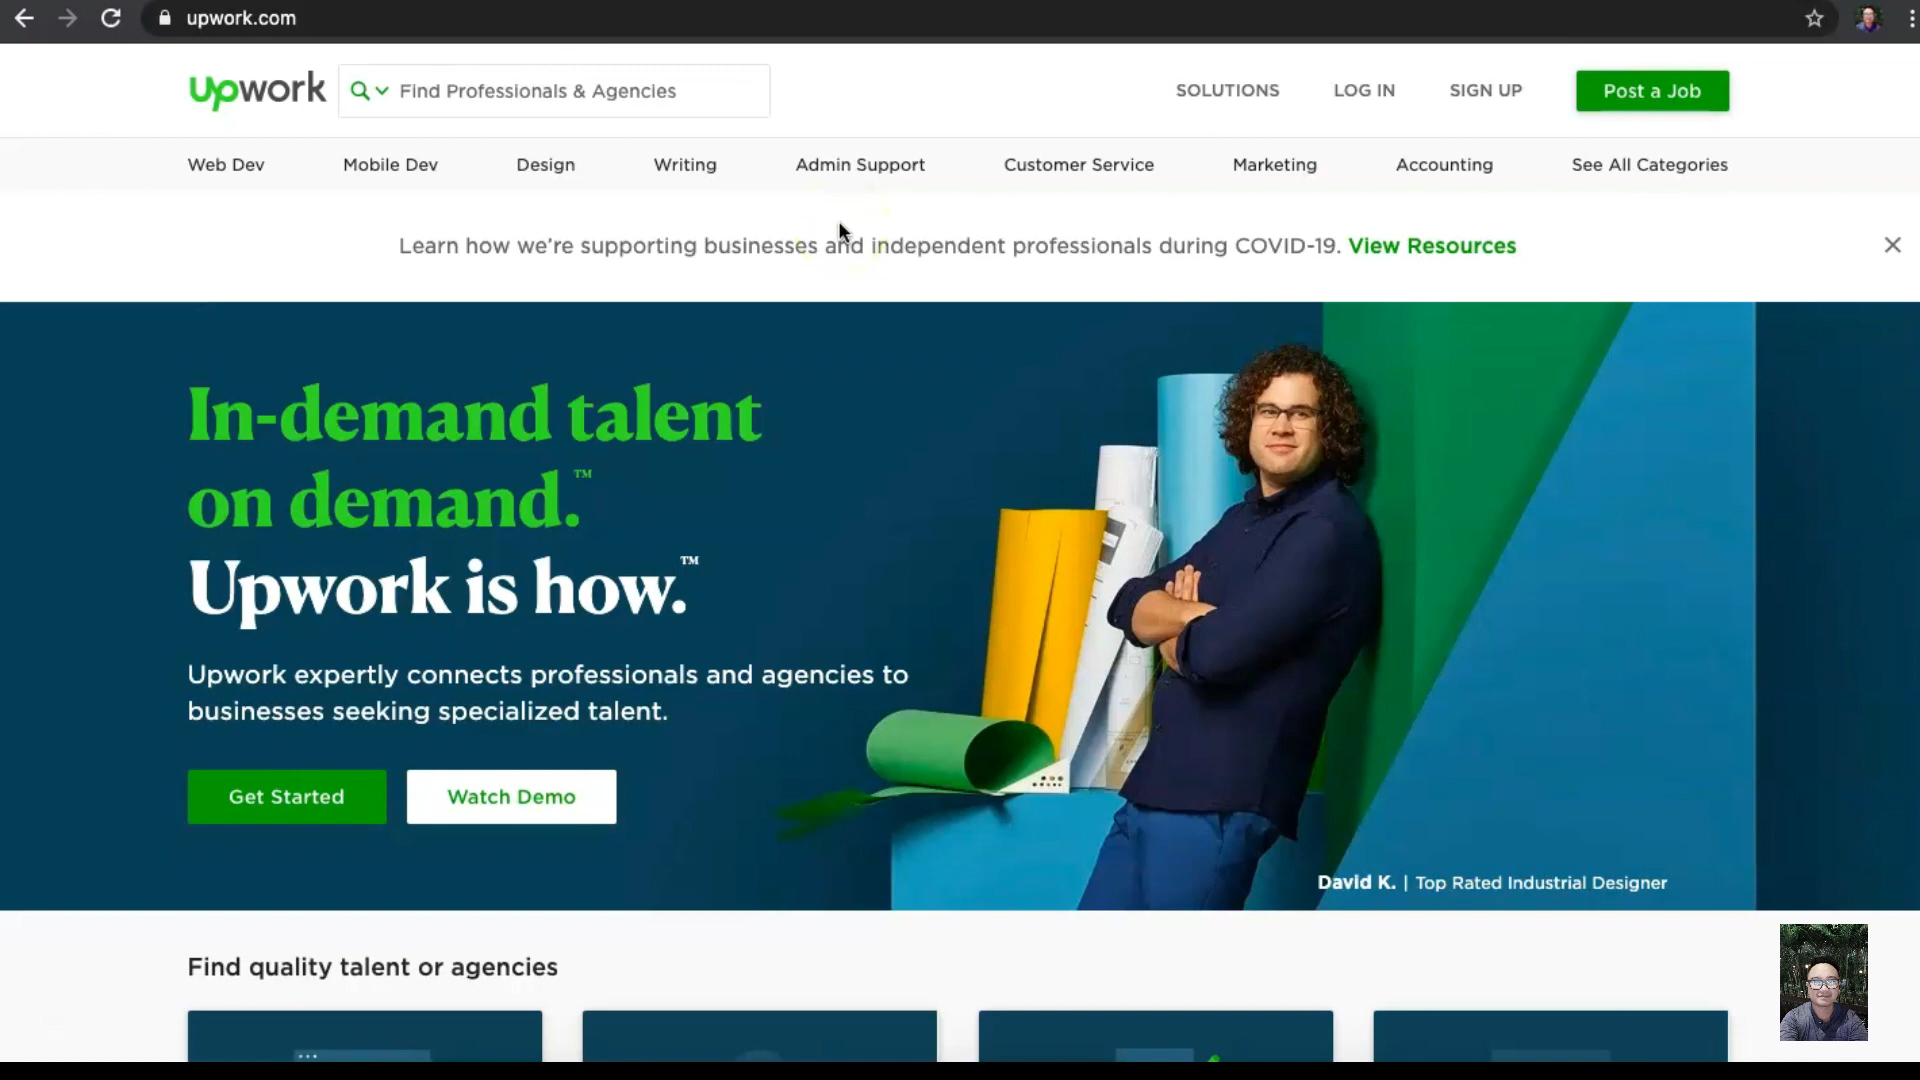 upwork.com
upwork
Find Professionals & Agencies
SOLUTIONS
LOG IN
SIGN UP
Post a Job
Web Dev
Mobile Dev
Design
Writing
Admin Support
Customer Service
Marketing
Accounting
See All Categories
Learn how we're supporting businesses and independent professionals during COVID-19. View Resources
In-demand talent
on demand.™
Upwork is how.™
Upwork expertly connects professionals and agencies to
businesses seeking specialized talent.
Get Started
Watch Demo
David K. | Top Rated Industrial Designer
Find quality talent or agencies